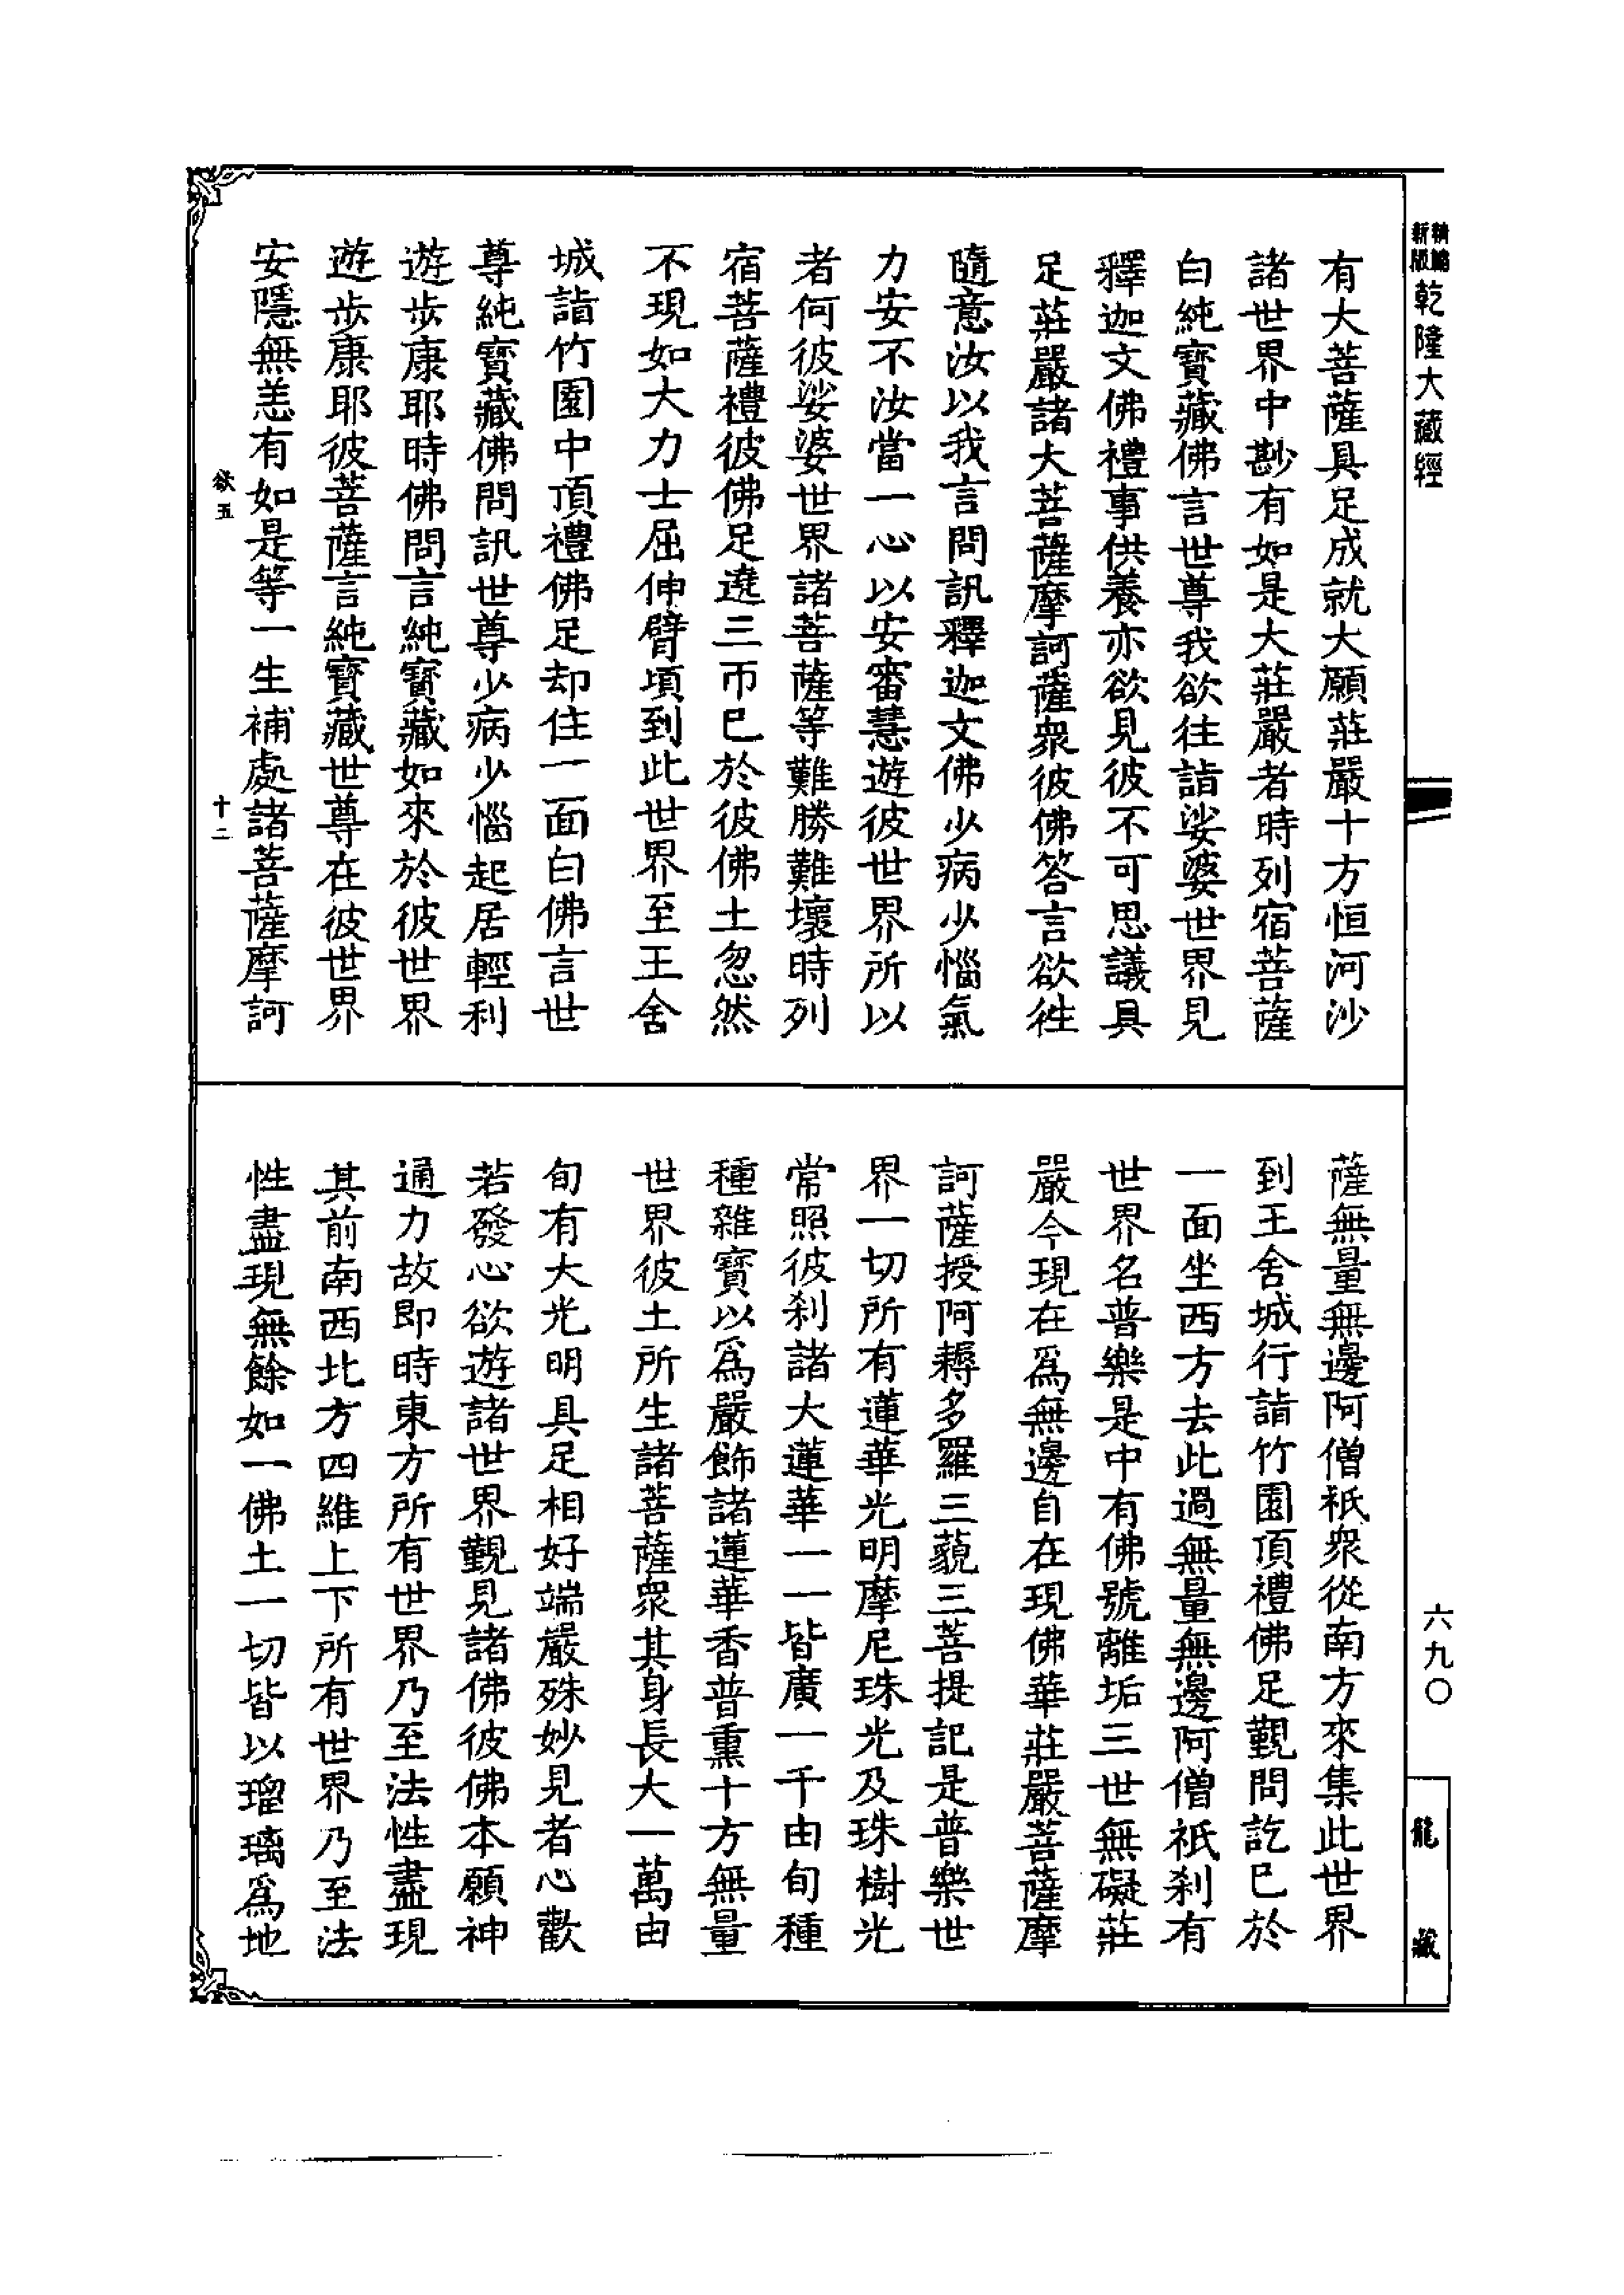 乾隆大藏經
有大菩薩具足成就大願莊嚴十方恒河沙
諸世界中尠有如是大莊嚴者時列宿菩薩
白純寶藏佛言世尊我欲往詣娑婆世界見
釋迦文佛禮事供養亦欲見彼不可思議具
足莊嚴諸大菩薩摩訶薩衆彼佛答言欲往
隨意汝以我言問訊釋迦文佛少病少惱氣
力安不汝當一心以安審慧遊彼世界所以
者何彼娑婆世界諸菩薩等難勝難壞時列
宿菩薩禮彼佛足遶三帀已於彼佛土忽然
不現如大力士屈伸臂頃到此世界至王舍
城詣竹園中頂禮佛足却住一面白佛言世
尊純寶藏佛問訊世尊少病少惱起居輕利
遊步康耶時佛問言純寶藏如來於彼世界
遊步康耶彼菩薩言純寶藏世尊在彼世界
安隱無恙有如是等一生補處諸菩薩摩訶
欲五
十二
薩無量無邊阿僧祇衆從南方來集此世界
到王舍城行詣竹園頂禮佛足覲問訖已於
一面坐西方去此過無量無邊阿僧祇剎有
世界名普樂是中有佛號離垢三世無礙莊
嚴今現在爲無邊自在現佛華莊嚴菩薩摩
訶薩授阿耨多羅三藐三菩提記是普樂世
界一切所有蓮華光明摩尼珠光及珠樹光
常照彼剎諸大蓮華一一皆廣一千由旬種
種雜寶以爲嚴飾諸蓮華香普熏十方無量
世界彼土所生諸菩薩衆其身長大一萬由
旬有大光明具足相好端嚴殊妙見者心歡
若發心欲遊諸世界覲見諸佛彼佛本願神
通力故即時東方所有世界乃至法性盡現
其前南西北方四維上下所有世界乃至法
性盡現無餘如一佛土一切皆以瑠璃爲地
六九〇
龍藏